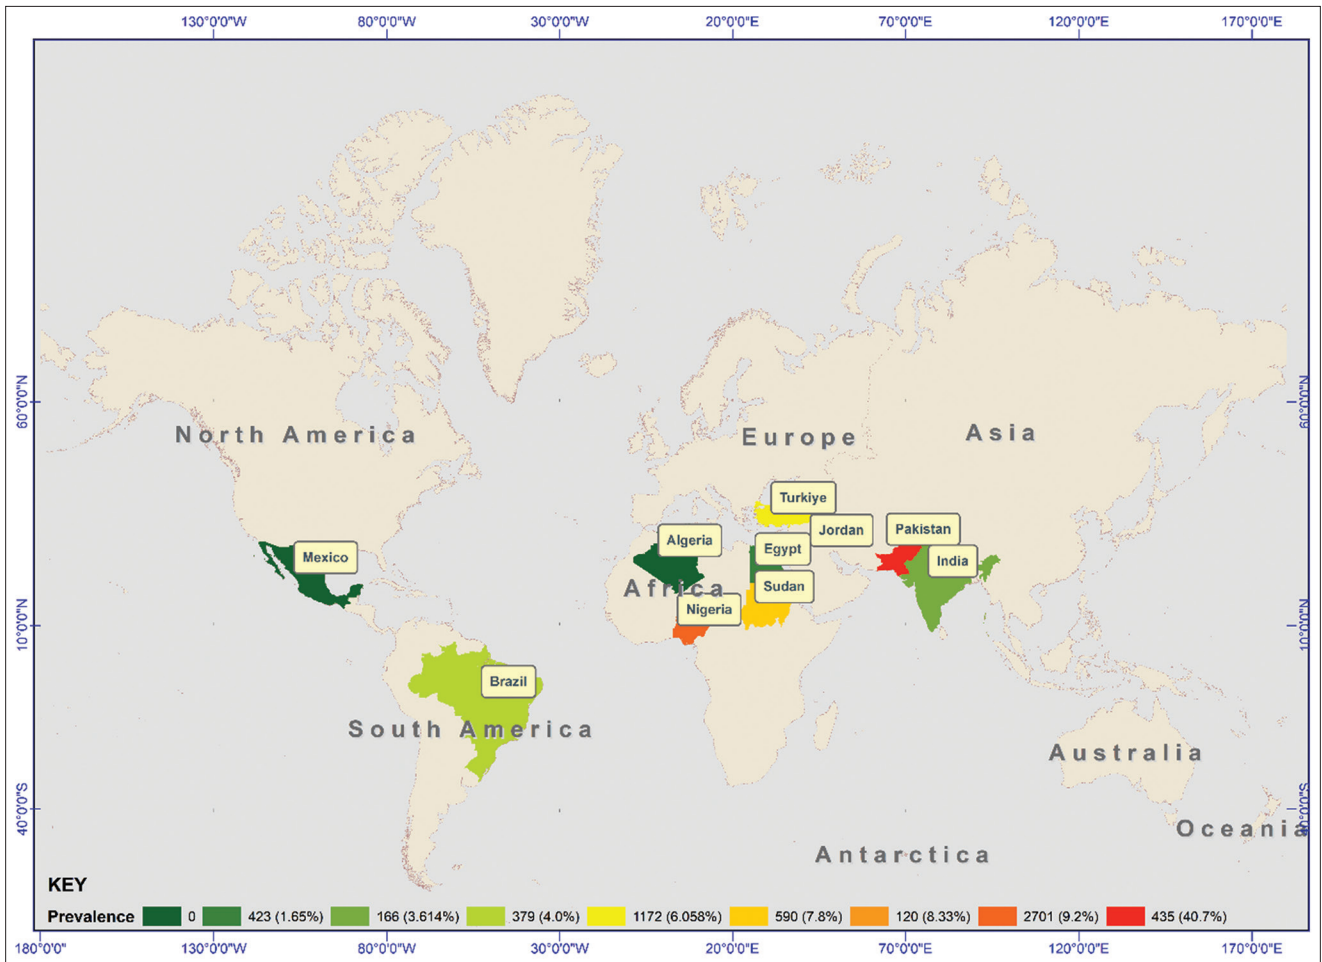 130°0'0"W 80°0'0"W 30°0'0"W 20°0'0"E 70°0'0"E 120°0'0"E 170°0'0"E
60°0'0"N 60°0'0"N
North America Europe Asia
Turkiye
Jordan Pakistan
Algeria Egypt
Mexico India
Africa Sudan
Nigeria
10°0'0"N 10°0'0"N
Brazil
South America
Australia
40°0'0"S 40°0'0"S
Oceania
Antarctica
KEY
Prevalence 0 423 (1.65%) 166 (3.614%) 379 (4.0%) 1172 (6.058%) 590 (7.8%) 120 (8.33%) 2701 (9.2%) 435 (40.7%)
180°0'0" 130°0'0"W 80°0'0"W 30°0'0"W 20°0'0"E 70°0'0"E 120°0'0"E 170°0'0"E